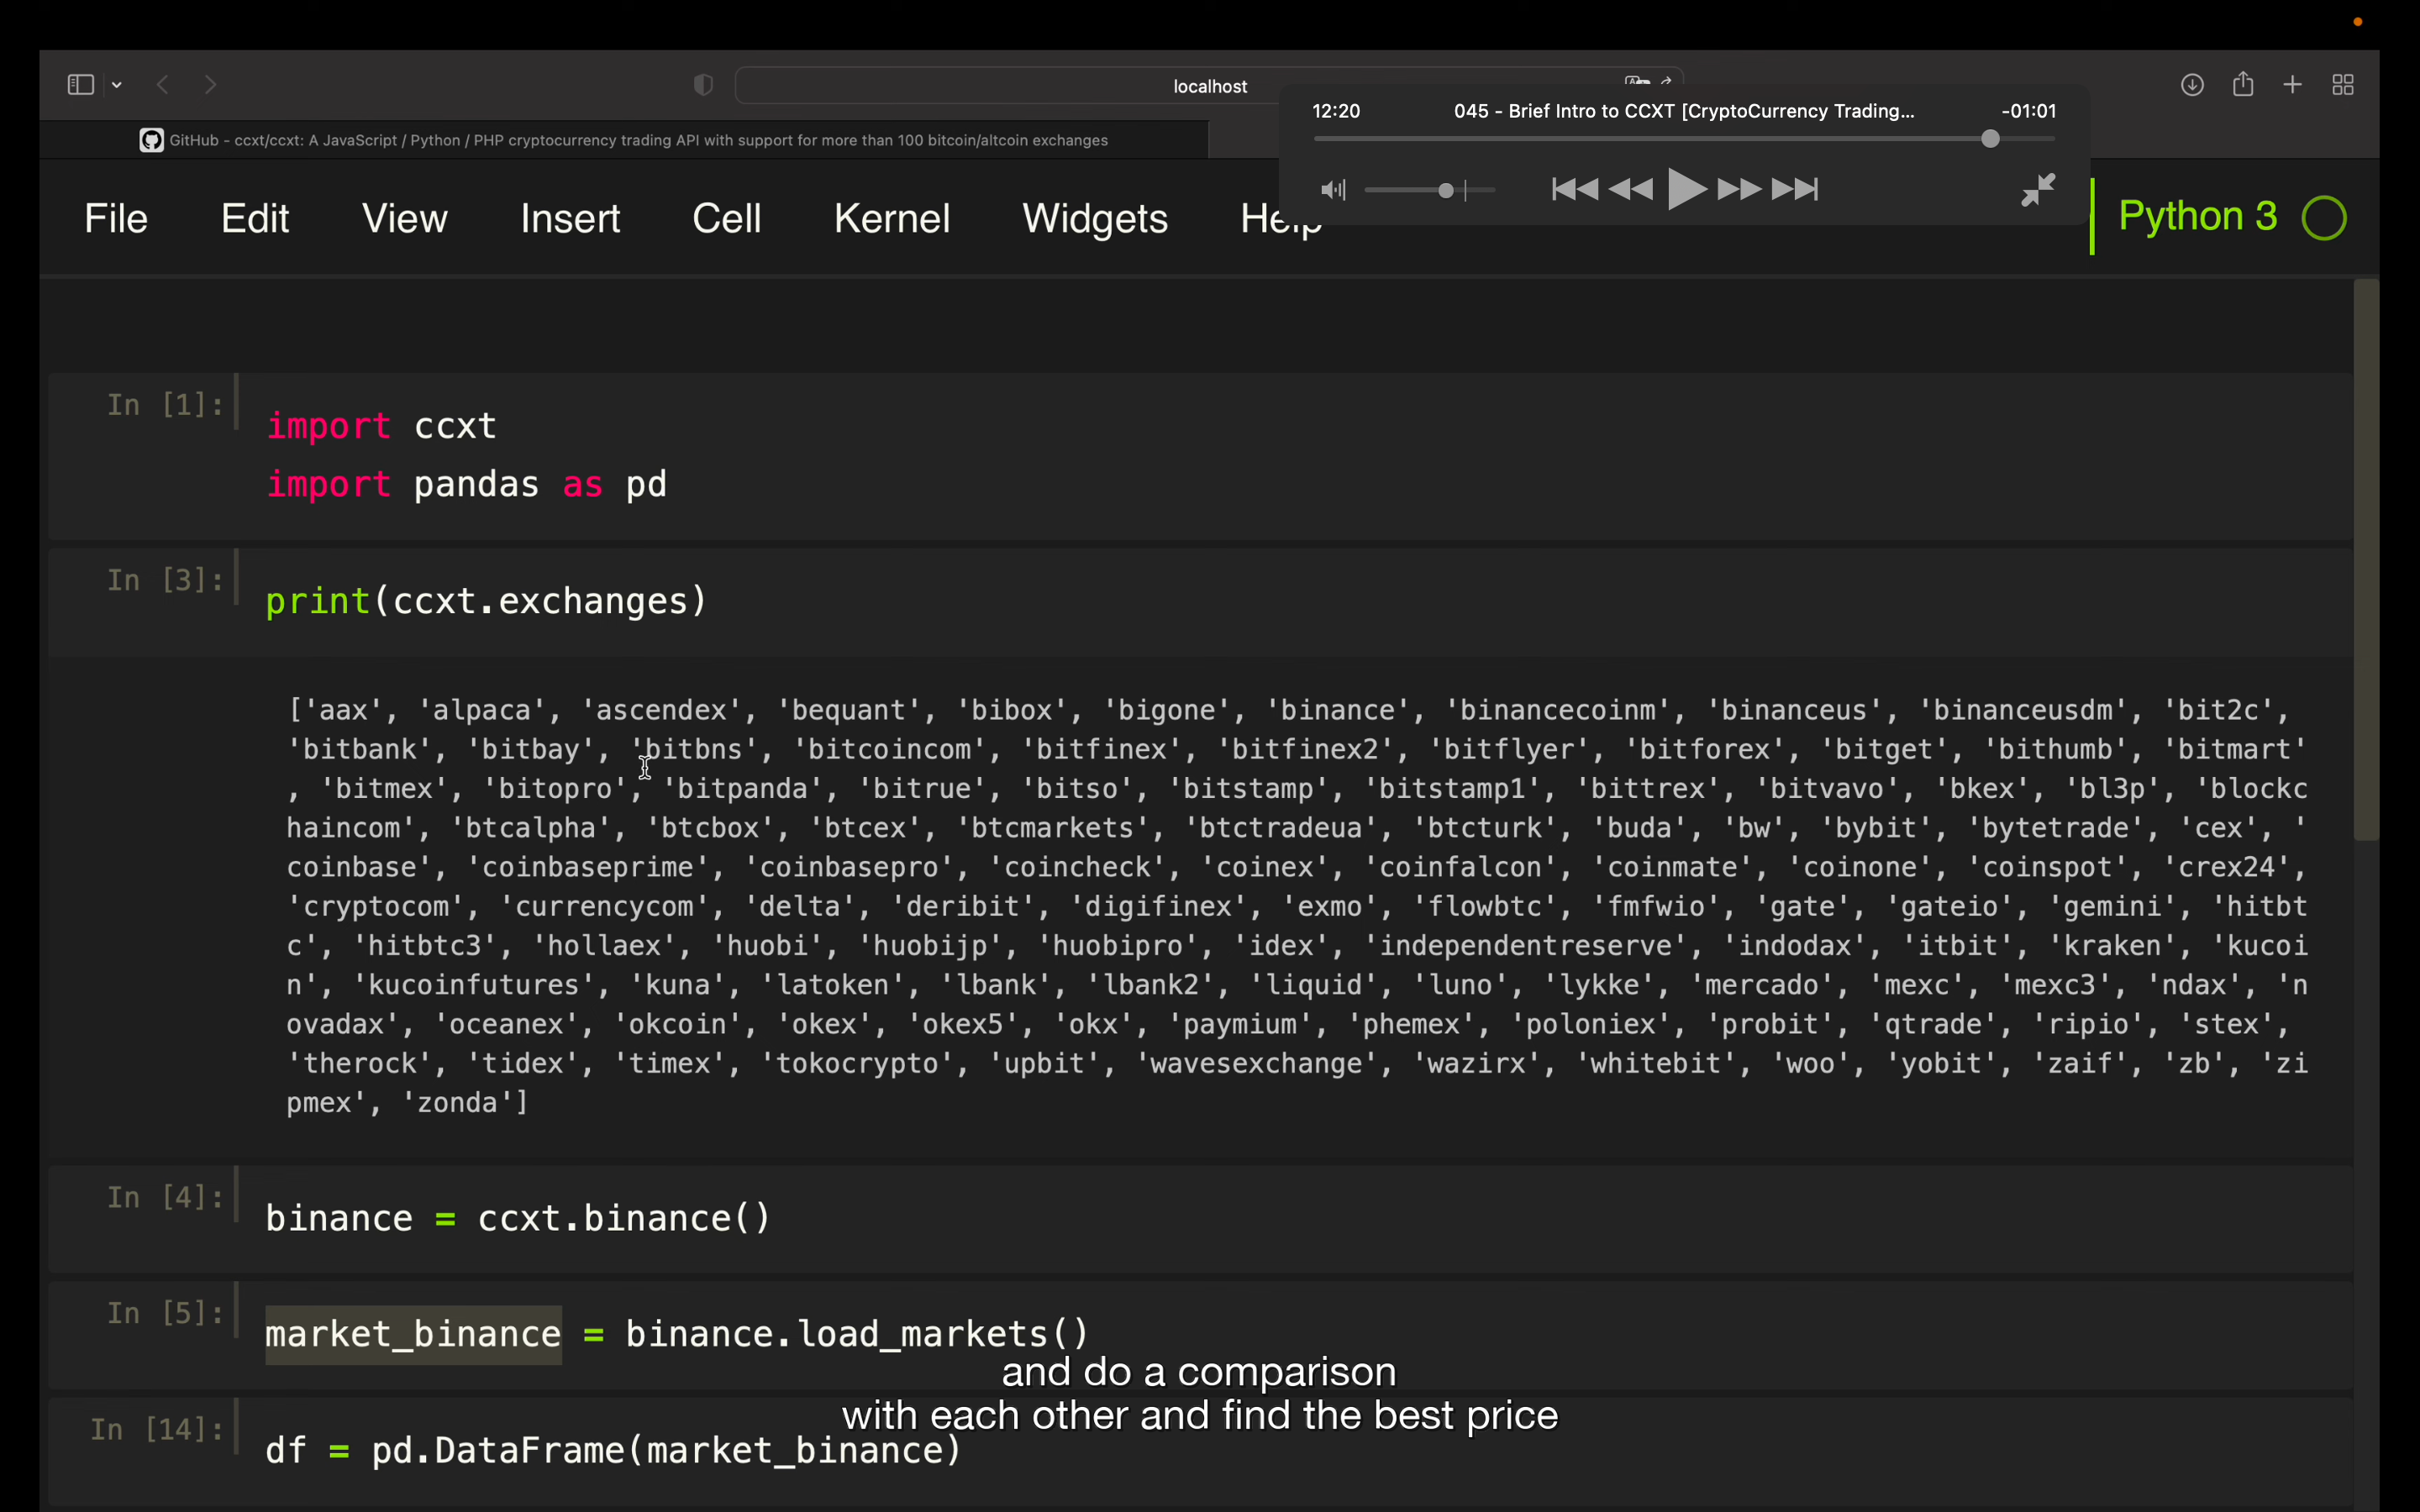 localhost
12:20 045 - Brief Intro to CCXT [CryptoCurrency Trading... -01:01
GitHub - ccxt/ccxt: A JavaScript / Python / PHP cryptocurrency trading API with support for more than 100 bitcoin/altcoin exchanges
File Edit View Insert Cell Kernel Widgets Help Python 3
In [1]:
import ccxt
import pandas as pd
In [3]:
print(ccxt.exchanges)
['aax', 'alpaca', 'ascendex', 'bequant', 'bibox', 'bigone', 'binance', 'binancecoinm', 'binanceus', 'binanceusdm', 'bit2c',
'bitbank', 'bitbay', 'bitbns', 'bitcoincom', 'bitfinex', 'bitfinex2', 'bitflyer', 'bitforex', 'bitget', 'bithumb', 'bitmart'
, 'bitmex', 'bitopro', 'bitpanda', 'bitrue', 'bitso', 'bitstamp', 'bitstamp1', 'bittrex', 'bitvavo', 'bkex', 'bl3p', 'blockc
haincom', 'btcalpha', 'btcbox', 'btcex', 'btcmarkets', 'btctradeua', 'btcturk', 'buda', 'bw', 'bybit', 'bytetrade', 'cex', '
coinbase', 'coinbaseprime', 'coinbasepro', 'coincheck', 'coinex', 'coinfalcon', 'coinmate', 'coinone', 'coinspot', 'crex24',
'cryptocom', 'currencycom', 'delta', 'deribit', 'digifinex', 'exmo', 'flowbtc', 'fmfwio', 'gate', 'gateio', 'gemini', 'hitbt
c', 'hitbtc3', 'hollaex', 'huobi', 'huobijp', 'huobipro', 'idex', 'independentreserve', 'indodax', 'itbit', 'kraken', 'kucoi
n', 'kucoinfutures', 'kuna', 'latoken', 'lbank', 'lbank2', 'liquid', 'luno', 'lykke', 'mercado', 'mexc', 'mexc3', 'ndax', 'n
ovadax', 'oceanex', 'okcoin', 'okex', 'okex5', 'okx', 'paymium', 'phemex', 'poloniex', 'probit', 'qtrade', 'ripio', 'stex',
'therock', 'tidex', 'timex', 'tokocrypto', 'upbit', 'wavesexchange', 'wazirx', 'whitebit', 'woo', 'yobit', 'zaif', 'zb', 'zi
pmex', 'zonda']
In [4]:
binance = ccxt.binance()
In [5]:
market_binance = binance.load_markets()
and do a comparison
with each other and find the best price
In [14]:
df = pd.DataFrame(market_binance)